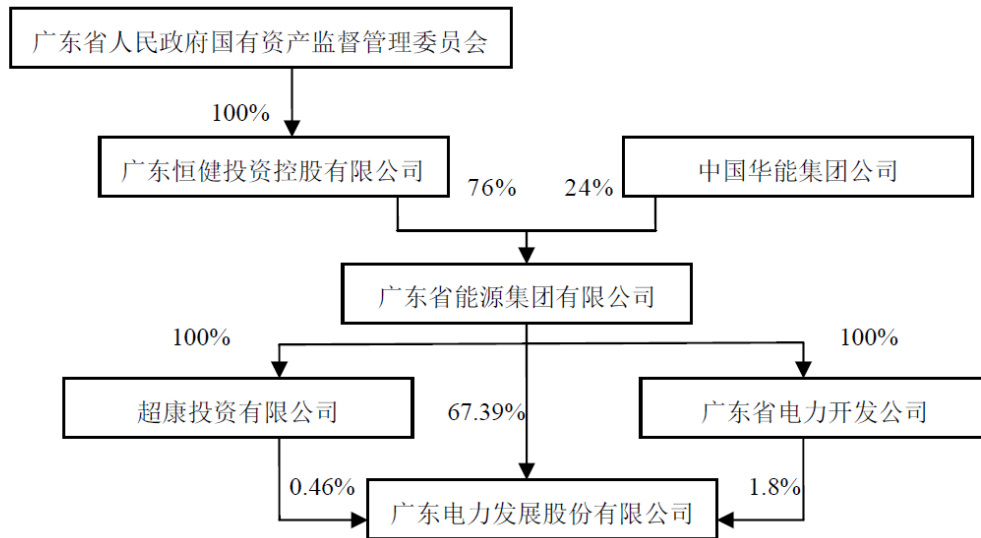 广东省人民政府国有资产监督管理委员会
100%
广东恒健投资控股有限公司
中国华能集团公司
76%
24%
广东省能源集团有限公司
100%
100%
超康投资有限公司
67.39%
广东省电力开发公司
0.46%
1.8%
广东电力发展股份有限公司